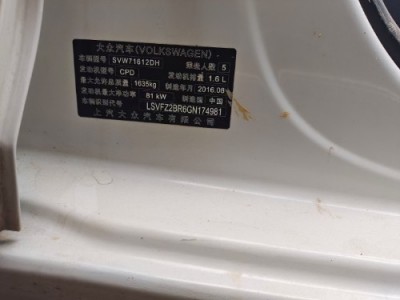 大众汽车(VOLKSWAGEN)
车辆型号 SVW71612DH 乘坐人数 5
发动机型号 CPD 发动机排量 1.6 L
最大允许总质量 1635kg 制造年月 2016.08
发动机最大净功率 81 kW 制造国 中国
车辆识别代号 LSVFZ2BR6GN174961
上汽大众汽车有限公司